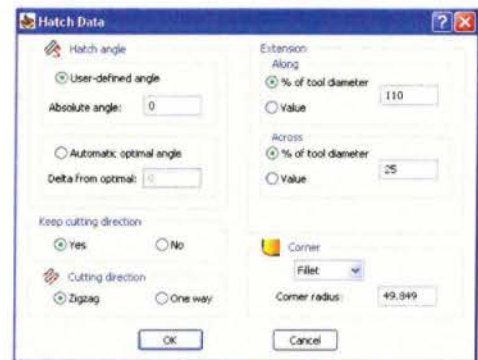 Hatch Data
Hatch angle
User-defined angle
Absolute angle: 0
Automatic optimal angle
Delta from optimal: 0
Keep cutting direction
Yes No
Cutting direction
Zigzag One way
Extension
Along
% of tool diameter
Value
110
Across
% of tool diameter
Value
25
Corner
Fillet
Corner radius: 49.849
OK Cancel